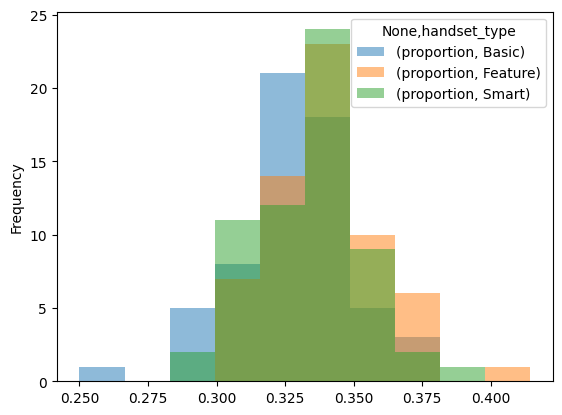 25
20
15
10
5
0
Frequency
None,handset_type
(proportion, Basic)
(proportion, Feature)
(proportion, Smart)
0.250 0.275 0.300 0.325 0.350 0.375 0.400